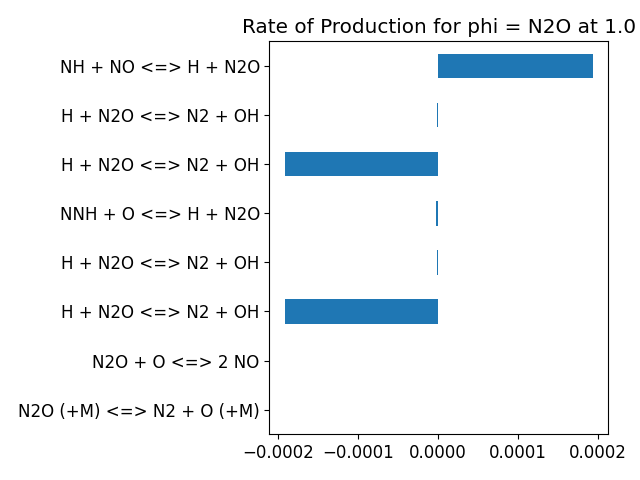 Rate of Production for phi = N2O at 1.0
NH + NO <=> H + N2O
H + N2O <=> N2 + OH
H + N2O <=> N2 + OH
NNH + O <=> H + N2O
H + N2O <=> N2 + OH
H + N2O <=> N2 + OH
N2O + O <=> 2 NO
N2O (+M) <=> N2 + O (+M)
−0.0002 −0.0001 0.0000 0.0001 0.0002